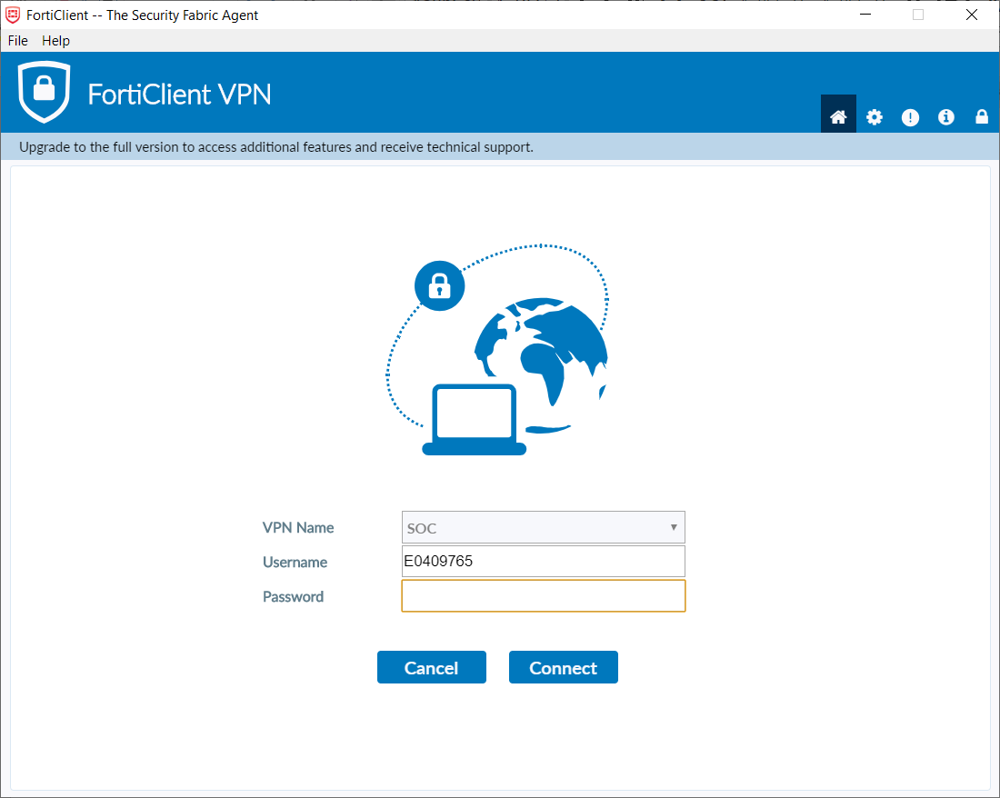 FortiClient -- The Security Fabric Agent
File Help
FortiClient VPN
Upgrade to the full version to access additional features and receive technical support.
VPN Name SOC
Username E0409765
Password
Cancel Connect